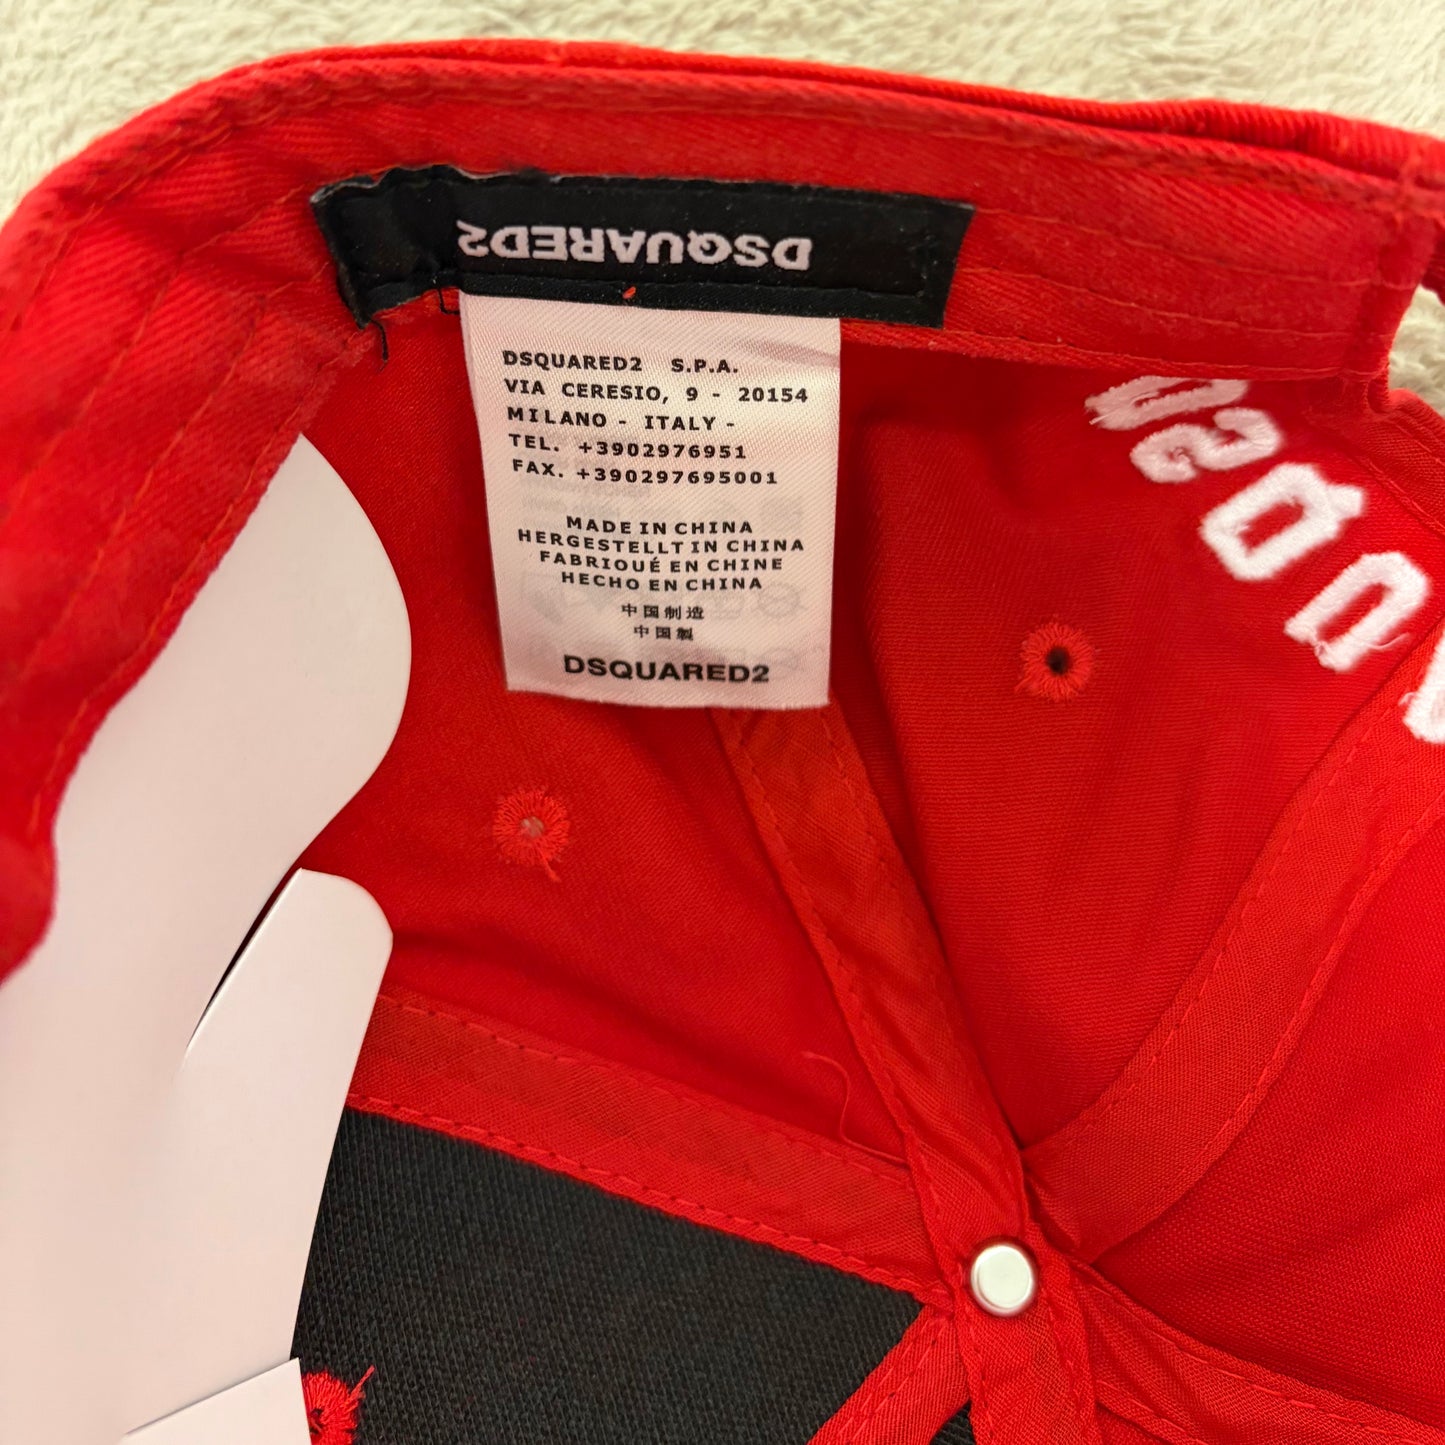 DSQUARED2
DSQUARED2 S.P.A.
VIA CERESIO, 9 - 20154
MILANO - ITALY -
TEL. +3902976951
FAX. +390297695001
MADE IN CHINA
HERGESTELLT IN CHINA
FABRIQUÉ EN CHINE
HECHO EN CHINA
中国制造
中国製
DSQUARED2